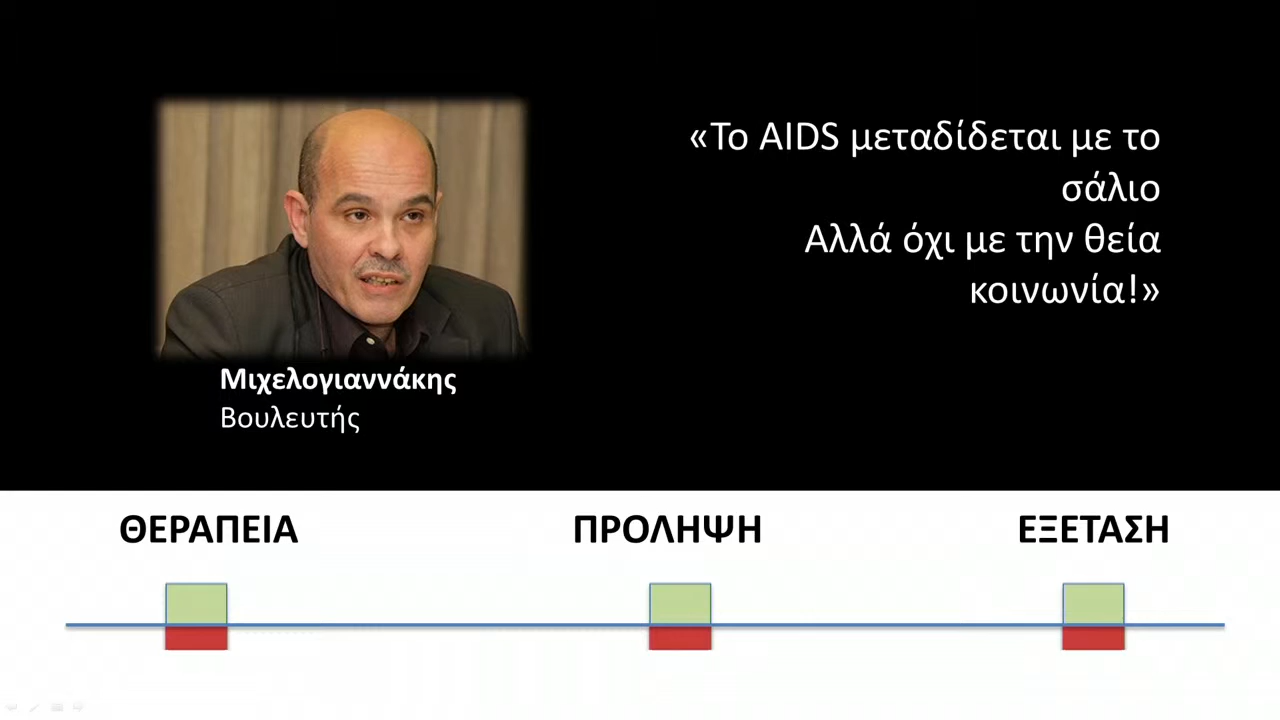 «Το AIDS μεταδίδεται με το
σάλιο
Αλλά όχι με την θεία
κοινωνία!»
Μιχελογιαννάκης
Βουλευτής
ΘΕΡΑΠΕΙΑ
ΠΡΟΛΗΨΗ
ΕΞΕΤΑΣΗ